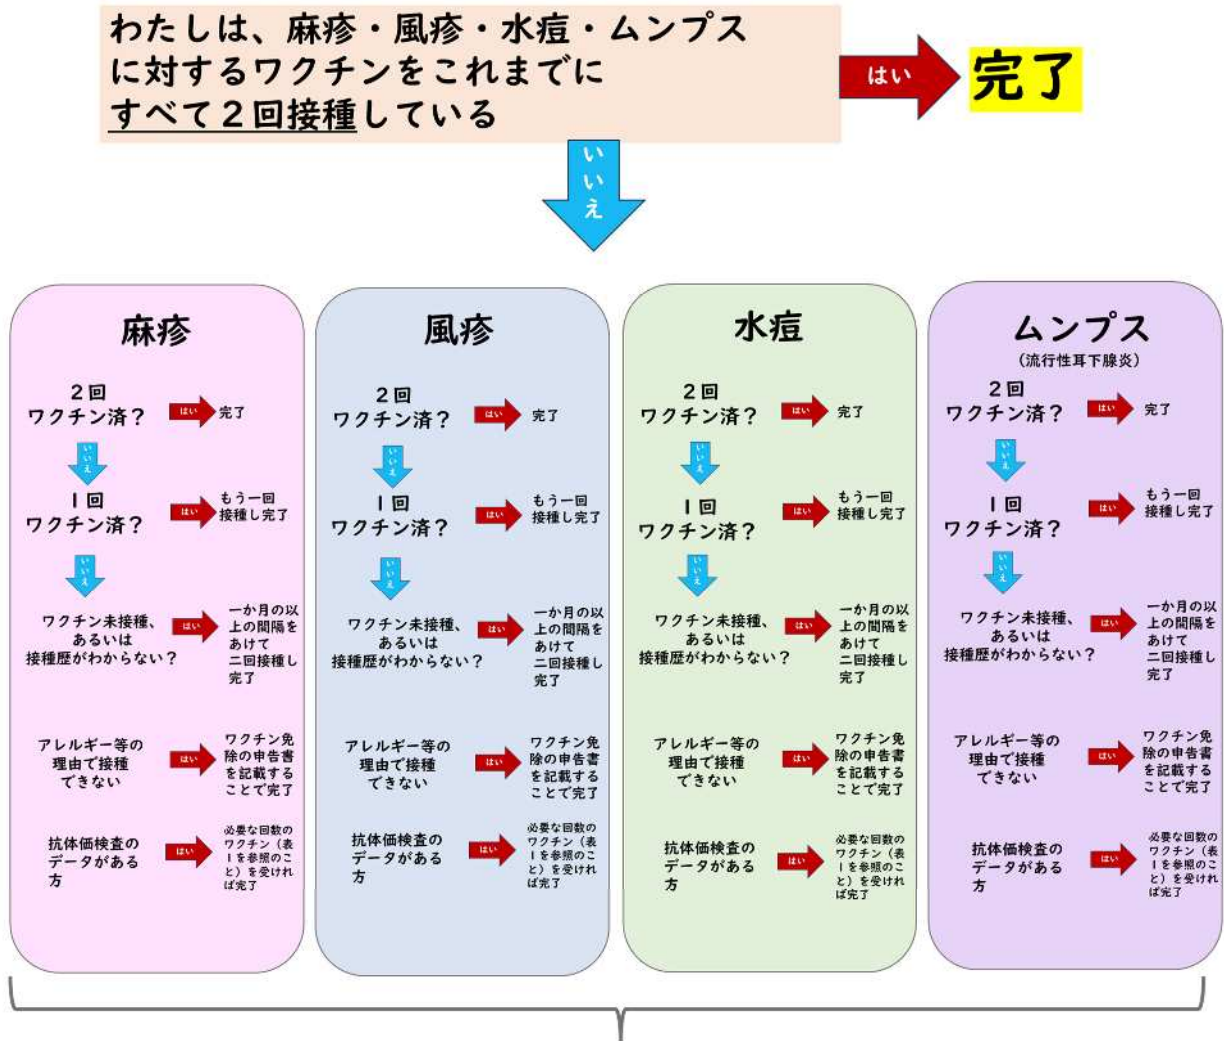 わたしは、麻疹・風疹・水痘・ムンプス
に対するワクチンをこれまでに
すべて２回接種している
はい
完了
いいえ
麻疹
２回
ワクチン済？
はい
完了
いいえ
１回
ワクチン済？
はい
もう一回
接種し完了
いいえ
ワクチン未接種、
あるいは
接種歴がわからない？
はい
一か月の以
上の間隔を
あけて
二回接種し
完了
アレルギー等の
理由で接種
できない
はい
ワクチン免
除の申告書
を記載する
ことで完了
抗体価検査の
データがある
方
はい
必要な回数の
ワクチン（表
１を参照のこ
と）を受けれ
ば完了
風疹
２回
ワクチン済？
はい
完了
いいえ
１回
ワクチン済？
はい
もう一回
接種し完了
いいえ
ワクチン未接種、
あるいは
接種歴がわからない？
はい
一か月の以
上の間隔を
あけて
二回接種し
完了
アレルギー等の
理由で接種
できない
はい
ワクチン免
除の申告書
を記載する
ことで完了
抗体価検査の
データがある
方
はい
必要な回数の
ワクチン（表
１を参照のこ
と）を受けれ
ば完了
水痘
２回
ワクチン済？
はい
完了
いいえ
１回
ワクチン済？
はい
もう一回
接種し完了
いいえ
ワクチン未接種、
あるいは
接種歴がわからない？
はい
一か月の以
上の間隔を
あけて
二回接種し
完了
アレルギー等の
理由で接種
できない
はい
ワクチン免
除の申告書
を記載する
ことで完了
抗体価検査の
データがある
方
はい
必要な回数の
ワクチン（表
１を参照のこ
と）を受けれ
ば完了
ムンプス
（流行性耳下腺炎）
２回
ワクチン済？
はい
完了
いいえ
１回
ワクチン済？
はい
もう一回
接種し完了
いいえ
ワクチン未接種、
あるいは
接種歴がわからない？
はい
一か月の以
上の間隔を
あけて
二回接種し
完了
アレルギー等の
理由で接種
できない
はい
ワクチン免
除の申告書
を記載する
ことで完了
抗体価検査の
データがある
方
はい
必要な回数の
ワクチン（表
１を参照のこ
と）を受けれ
ば完了